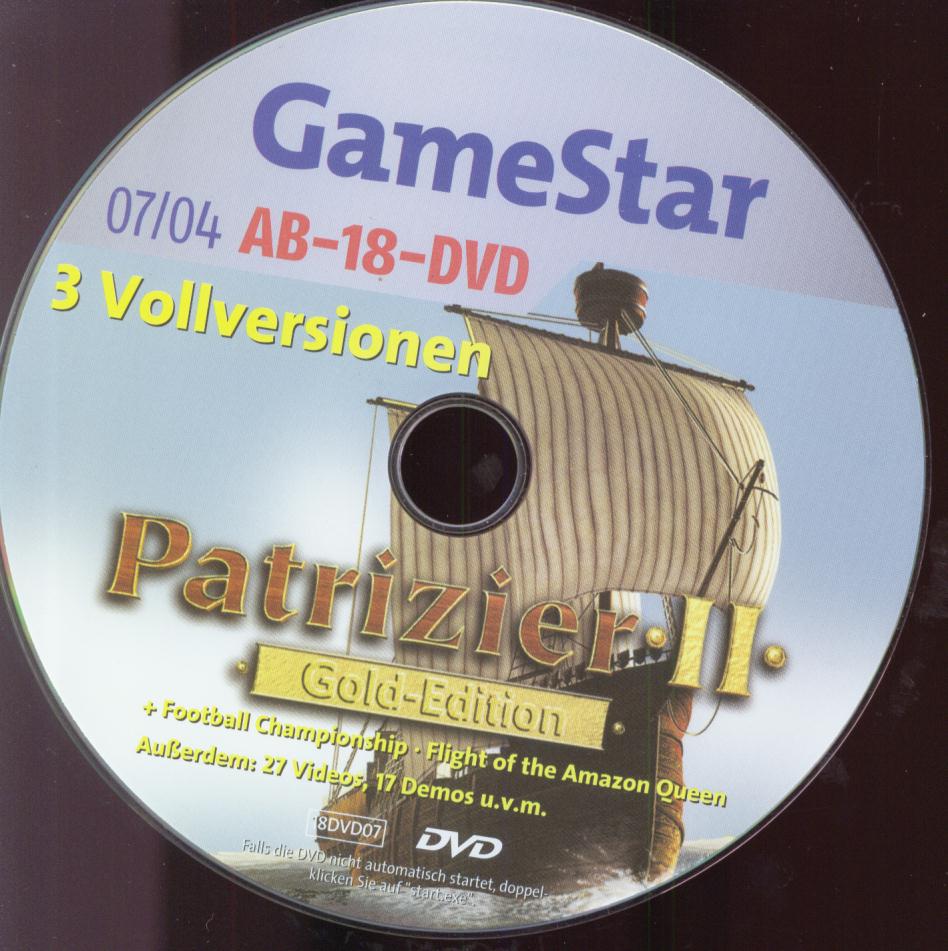 GameStar
07/04 AB-18-DVD
3 Vollversionen
Patrizier·II·
Gold-Edition
+ Football Championship · Flight of the Amazon Queen
Außerdem: 27 Videos, 17 Demos u.v.m.
18DVD07 DVD
Falls die DVD nicht automatisch startet, doppel-
klicken Sie auf "start.exe".